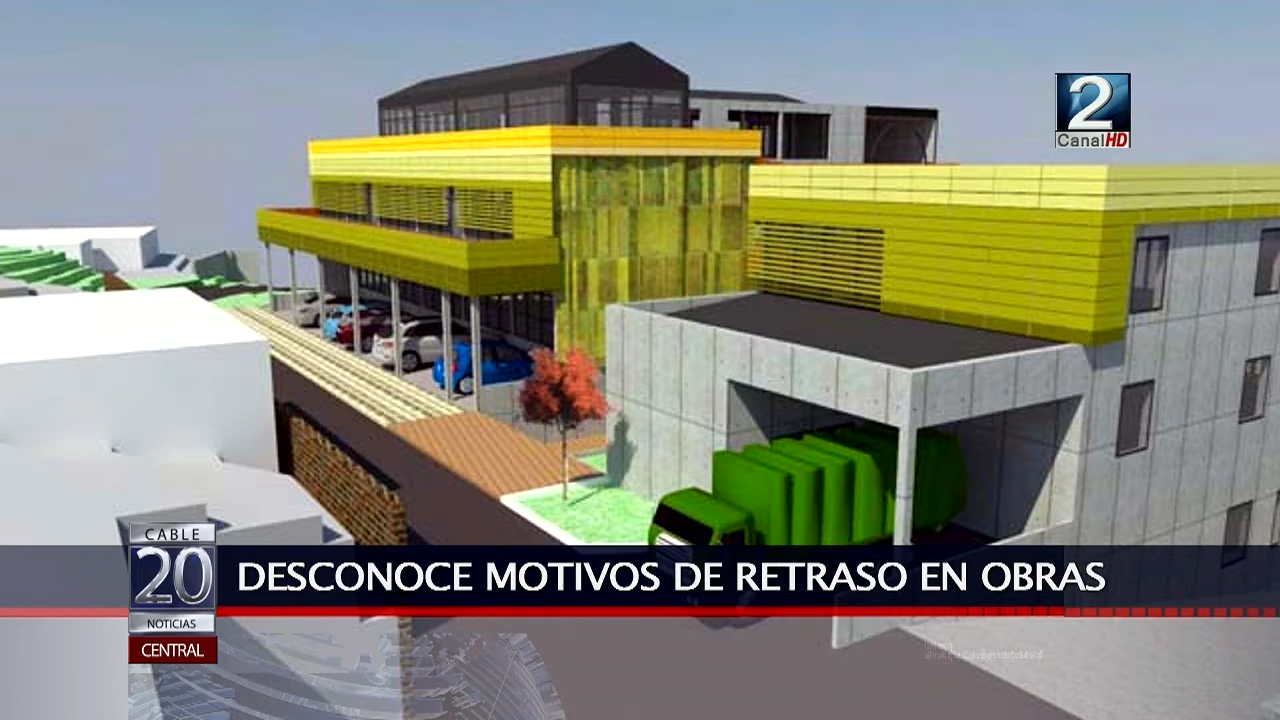 2
CanalHD
CABLE
20
NOTICIAS
CENTRAL
DESCONOCE MOTIVOS DE RETRASO EN OBRAS